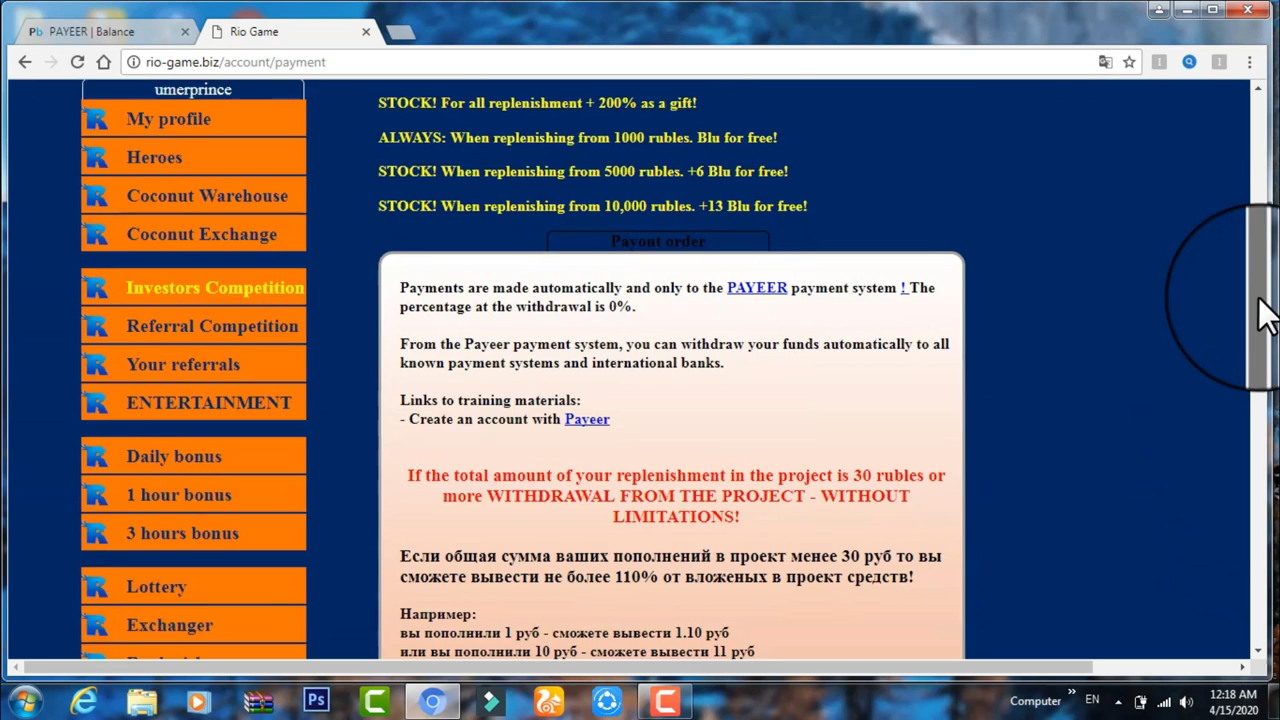 PAYEER | Balance
Rio Game
rio-game.biz/account/payment
umerprince
My profile
Heroes
Coconut Warehouse
Coconut Exchange
Investors Competition
Referral Competition
Your referrals
ENTERTAINMENT
Daily bonus
1 hour bonus
3 hours bonus
Lottery
Exchanger
STOCK! For all replenishment + 200% as a gift!
ALWAYS: When replenishing from 1000 rubles. Blu for free!
STOCK! When replenishing from 5000 rubles. +6 Blu for free!
STOCK! When replenishing from 10,000 rubles. +13 Blu for free!
Payout order
Payments are made automatically and only to the PAYEER payment system ! The
percentage at the withdrawal is 0%.
From the Payeer payment system, you can withdraw your funds automatically to all
known payment systems and international banks.
Links to training materials:
- Create an account with Payeer
If the total amount of your replenishment in the project is 30 rubles or
more WITHDRAWAL FROM THE PROJECT - WITHOUT
LIMITATIONS!
Если общая сумма ваших пополнений в проект менее 30 руб то вы
сможете вывести не более 110% от вложеных в проект средств!
Например:
вы пополнили 1 руб - сможете вывести 1.10 руб
или вы пополнили 10 руб - сможете вывести 11 руб
Computer
EN
12:18 AM
4/15/2020